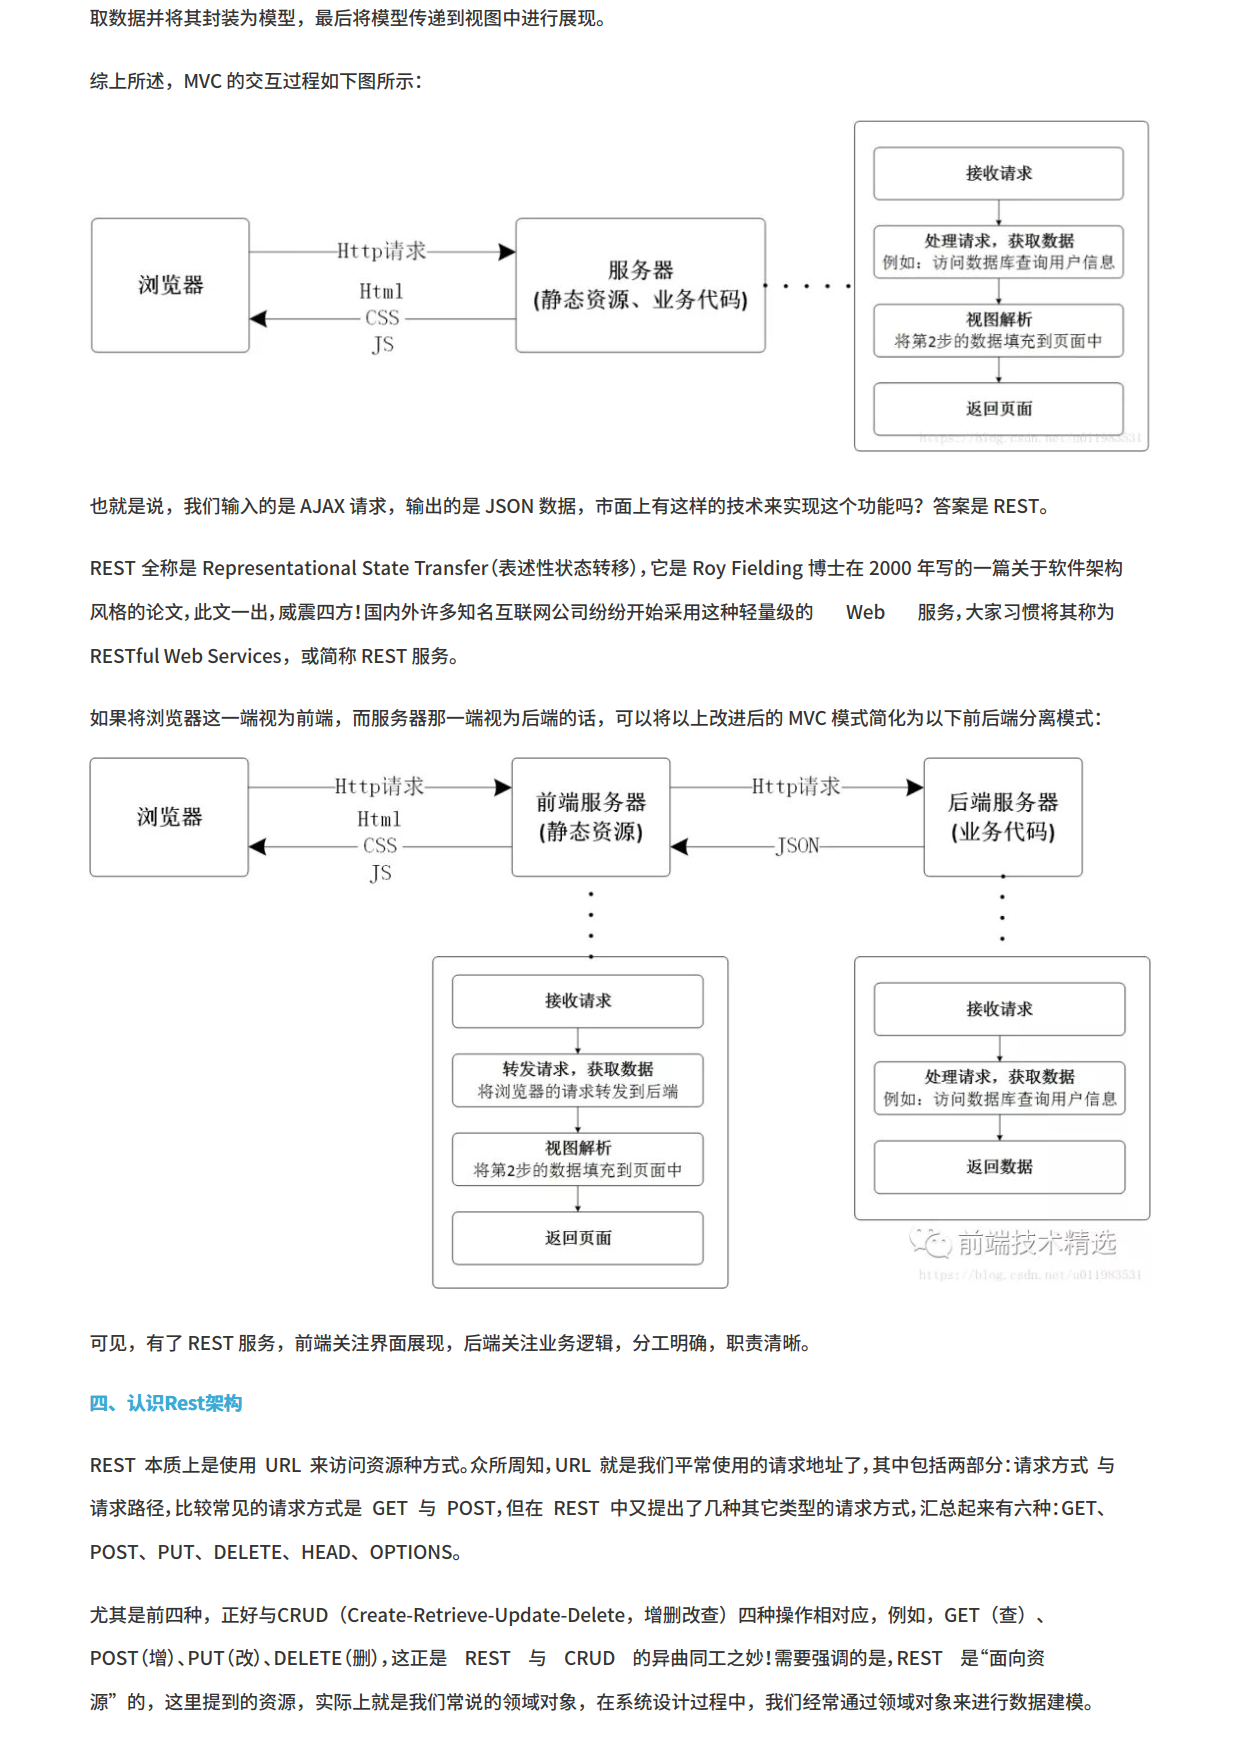 取数据并将其封装为模型，最后将模型传递到视图中进行展现。
综上所述，MVC 的交互过程如下图所示：
浏览器
Http请求
Html
CSS
JS
服务器
(静态资源、业务代码)
接收请求
处理请求，获取数据
例如：访问数据库查询用户信息
视图解析
将第2步的数据填充到页面中
返回页面
https://blog.csdn.net/u011983531
也就是说，我们输入的是 AJAX 请求，输出的是 JSON 数据，市面上有这样的技术来实现这个功能吗？答案是 REST。
REST 全称是 Representational State Transfer（表述性状态转移），它是 Roy Fielding 博士在 2000 年写的一篇关于软件架构
风格的论文，此文一出，威震四方！国内外许多知名互联网公司纷纷开始采用这种轻量级的 Web 服务，大家习惯将其称为
RESTful Web Services，或简称 REST 服务。
如果将浏览器这一端视为前端，而服务器那一端视为后端的话，可以将以上改进后的 MVC 模式简化为以下前后端分离模式：
浏览器
Http请求
Html
CSS
JS
前端服务器
(静态资源)
Http请求
JSON
后端服务器
(业务代码)
接收请求
转发请求，获取数据
将浏览器的请求转发到后端
视图解析
将第2步的数据填充到页面中
返回页面
接收请求
处理请求，获取数据
例如：访问数据库查询用户信息
返回数据
前端技术精选
https://blog.csdn.net/u011983531
可见，有了 REST 服务，前端关注界面展现，后端关注业务逻辑，分工明确，职责清晰。
四、认识Rest架构
REST 本质上是使用 URL 来访问资源种方式。众所周知，URL 就是我们平常使用的请求地址了，其中包括两部分：请求方式 与
请求路径，比较常见的请求方式是 GET 与 POST，但在 REST 中又提出了几种其它类型的请求方式，汇总起来有六种：GET、
POST、PUT、DELETE、HEAD、OPTIONS。
尤其是前四种，正好与CRUD（Create-Retrieve-Update-Delete，增删改查）四种操作相对应，例如，GET（查）、
POST（增）、PUT（改）、DELETE（删），这正是 REST 与 CRUD 的异曲同工之妙！需要强调的是，REST 是“面向资
源”的，这里提到的资源，实际上就是我们常说的领域对象，在系统设计过程中，我们经常通过领域对象来进行数据建模。